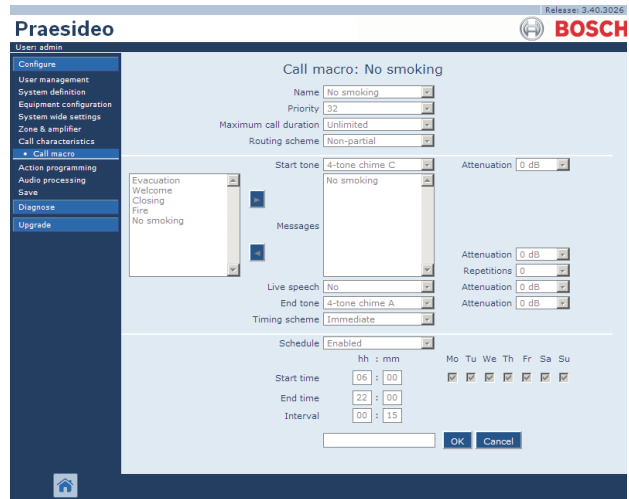 Release: 3.40.3026
Praesideo
BOSCH
User: admin
Configure
User management
System definition
Equipment configuration
System wide settings
Zone & amplifier
Call characteristics
• Call macro
Action programming
Audio processing
Save
Diagnose
Upgrade
Call macro: No smoking
Name No smoking
Priority 32
Maximum call duration Unlimited
Routing scheme Non-partial
Start tone 4-tone chime C Attenuation 0 dB
Evacuation
Welcome
Closing
Fire
No smoking
Messages
No smoking
Attenuation 0 dB
Repetitions 0
Live speech No Attenuation 0 dB
End tone 4-tone chime A Attenuation 0 dB
Timing scheme Immediate
Schedule Enabled
hh : mm Mo Tu We Th Fr Sa Su
Start time 06 : 00
End time 22 : 00
Interval 00 : 15
OK Cancel